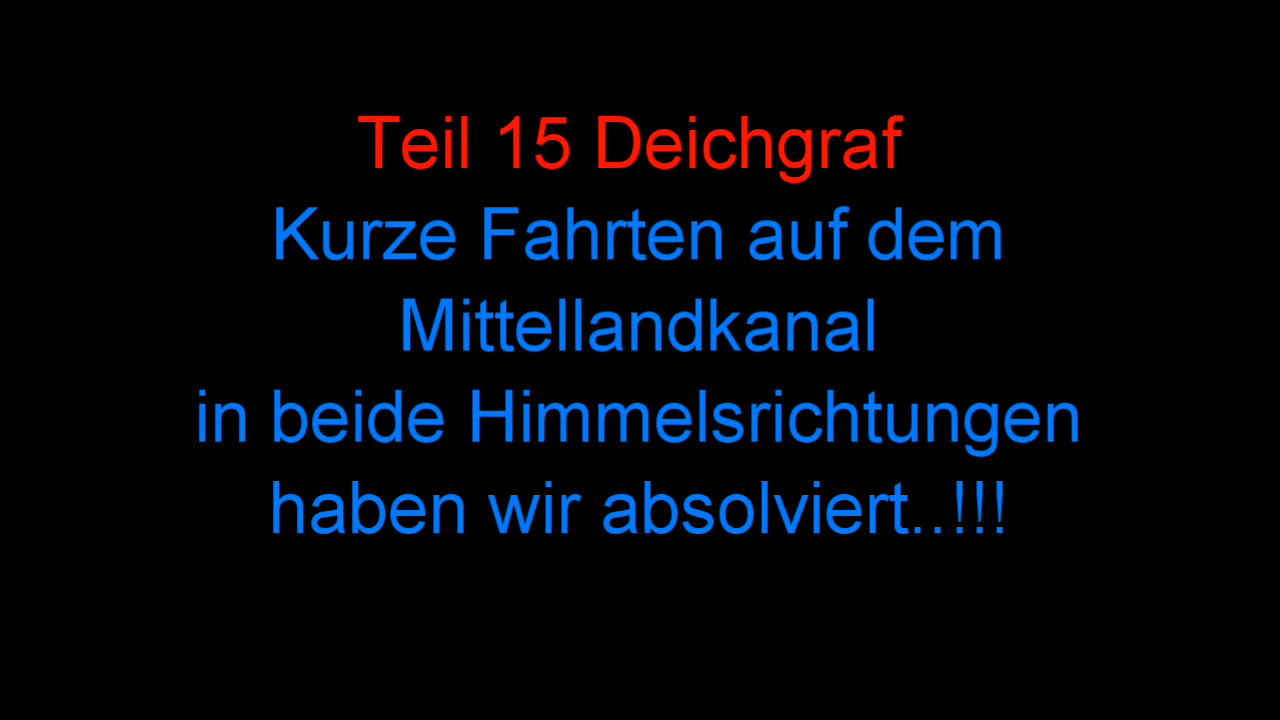 Teil 15 Deichgraf
Kurze Fahrten auf dem
Mittellandkanal
in beide Himmelsrichtungen
haben wir absolviert..!!!